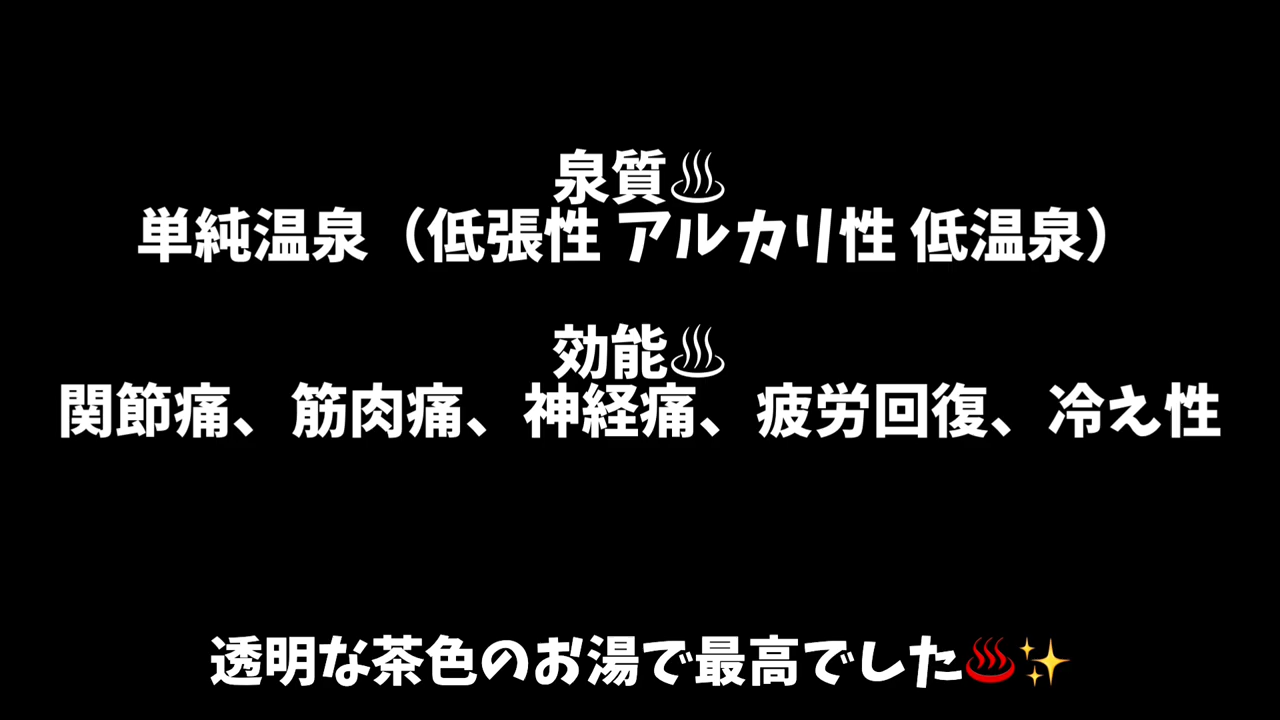 泉質♨
単純温泉（低張性 アルカリ性 低温泉）
効能♨
関節痛、筋肉痛、神経痛、疲労回復、冷え性
透明な茶色のお湯で最高でした♨✨